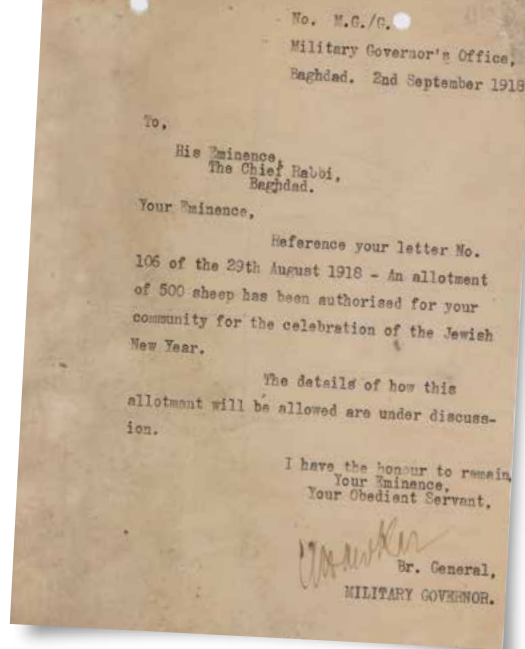 No. M.G./G.
Military Governor's Office,
Baghdad. 2nd September 1918
To,
His Eminence,
The Chief Rabbi,
Baghdad.
Your Eminence,
Reference your letter No.
106 of the 29th August 1918 - An allotment
of 500 sheep has been authorised for your
community for the celebration of the Jewish
New Year.
The details of how this
allotment will be allowed are under discuss-
ion.
I have the honour to remain,
Your Eminence,
Your Obedient Servant,
Br. General,
MILITARY GOVERNOR.